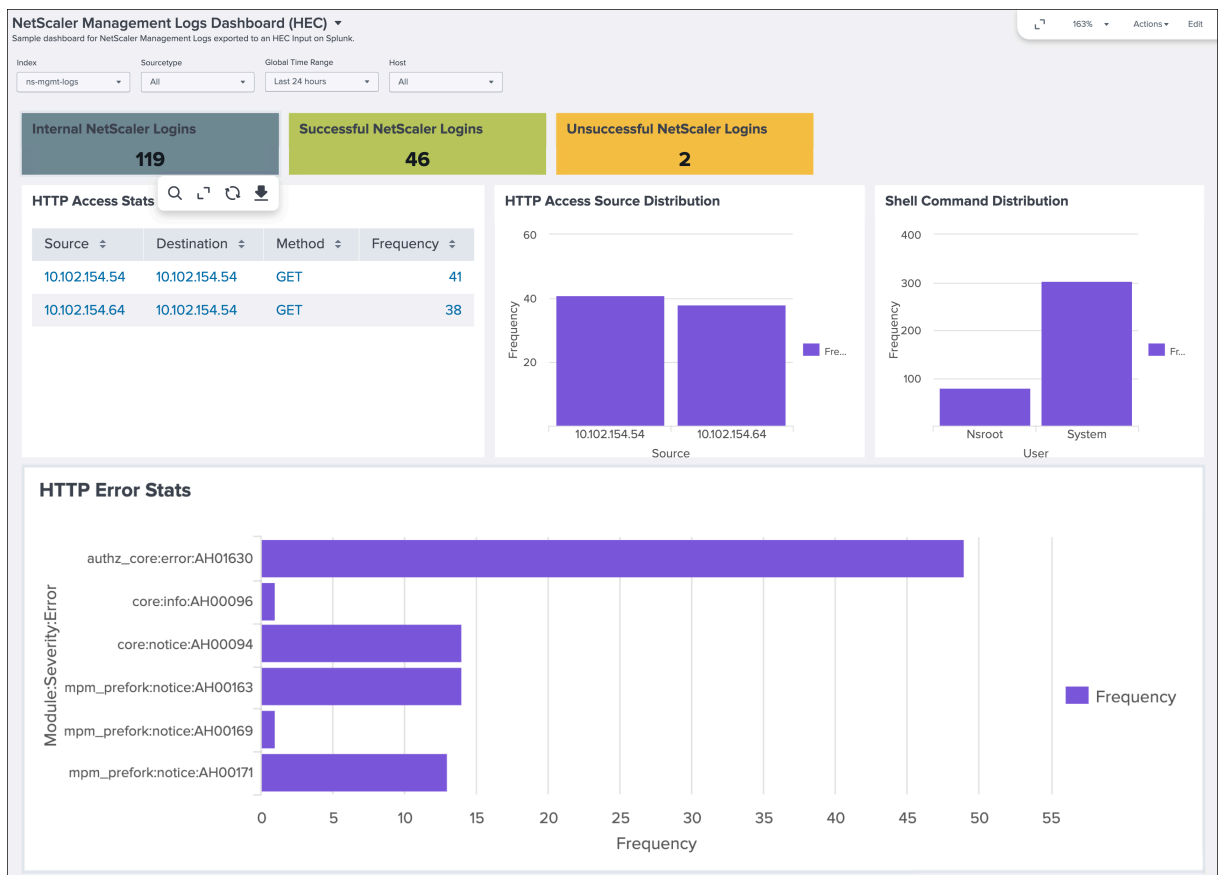 NetScaler Management Logs Dashboard (HEC)
Sample dashboard for NetScaler Management Logs exported to an HEC Input on Splunk.
163% Actions Edit
Index Sourcetype Global Time Range Host
ns-mgmt-logs All Last 24 hours All
Internal NetScaler Logins
119
Successful NetScaler Logins
46
Unsuccessful NetScaler Logins
2
HTTP Access Stats
Source Destination Method Frequency
10.102.154.54 10.102.154.54 GET 41
10.102.154.64 10.102.154.54 GET 38
HTTP Access Source Distribution
60
40
20
Frequency
10.102.154.54 10.102.154.64
Source
Fre...
Shell Command Distribution
400
300
200
100
Frequency
Nsroot System
User
Fr...
HTTP Error Stats
Module:Severity:Error
authz_core:error:AH01630
core:info:AH00096
core:notice:AH00094
mpm_prefork:notice:AH00163
mpm_prefork:notice:AH00169
mpm_prefork:notice:AH00171
0 5 10 15 20 25 30 35 40 45 50 55
Frequency
Frequency